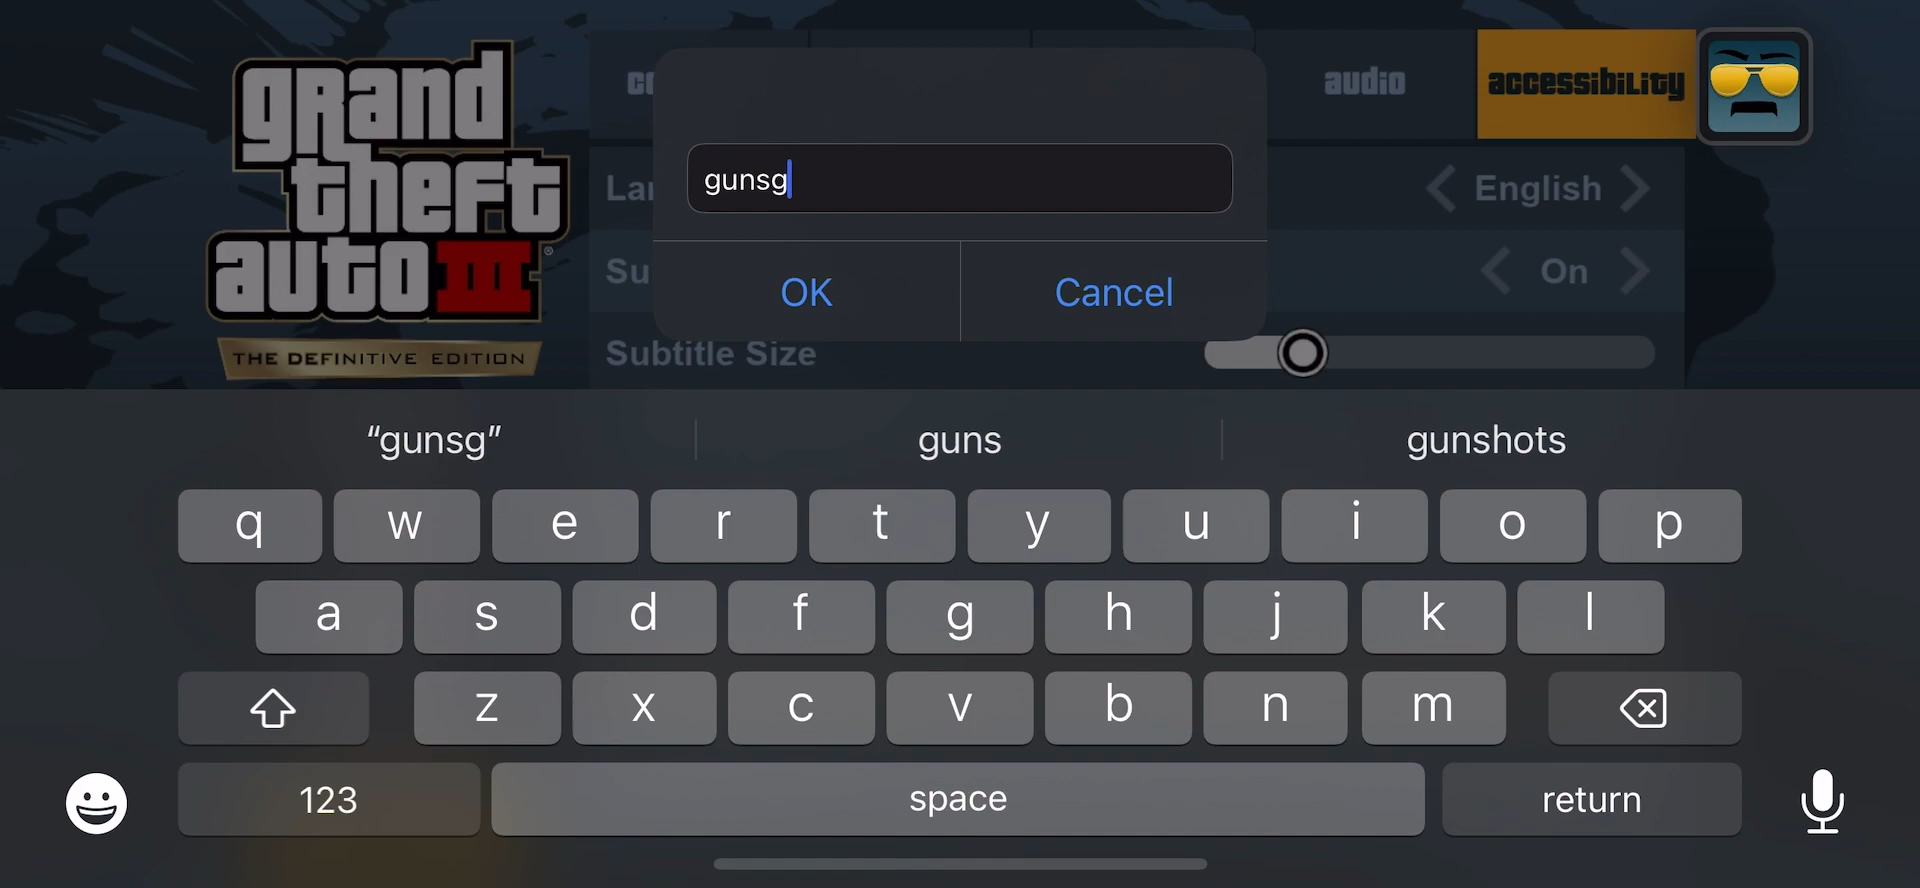 grand
theft
auto III
®
THE DEFINITIVE EDITION
audio
accessibility
gunsg
English
OK
Cancel
On
Subtitle Size
"gunsg"
guns
gunshots
q w e r t y u i o p
a s d f g h j k l
z x c v b n m
123
space
return